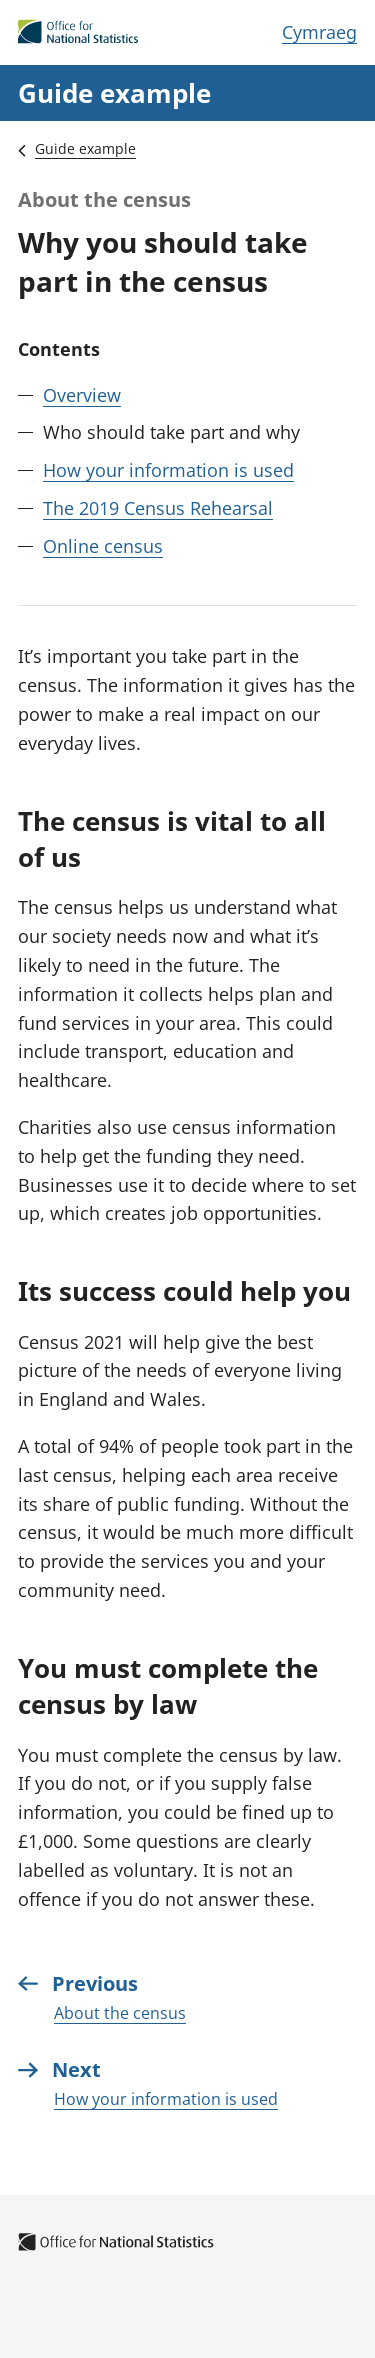 Office for
National Statistics
Cymraeg
Guide example
Guide example
About the census
Why you should take
part in the census
Contents
— Overview
— Who should take part and why
— How your information is used
— The 2019 Census Rehearsal
— Online census
It’s important you take part in the
census. The information it gives has the
power to make a real impact on our
everyday lives.
The census is vital to all
of us
The census helps us understand what
our society needs now and what it’s
likely to need in the future. The
information it collects helps plan and
fund services in your area. This could
include transport, education and
healthcare.
Charities also use census information
to help get the funding they need.
Businesses use it to decide where to set
up, which creates job opportunities.
Its success could help you
Census 2021 will help give the best
picture of the needs of everyone living
in England and Wales.
A total of 94% of people took part in the
last census, helping each area receive
its share of public funding. Without the
census, it would be much more difficult
to provide the services you and your
community need.
You must complete the
census by law
You must complete the census by law.
If you do not, or if you supply false
information, you could be fined up to
£1,000. Some questions are clearly
labelled as voluntary. It is not an
offence if you do not answer these.
Previous
About the census
Next
How your information is used
Office for National Statistics